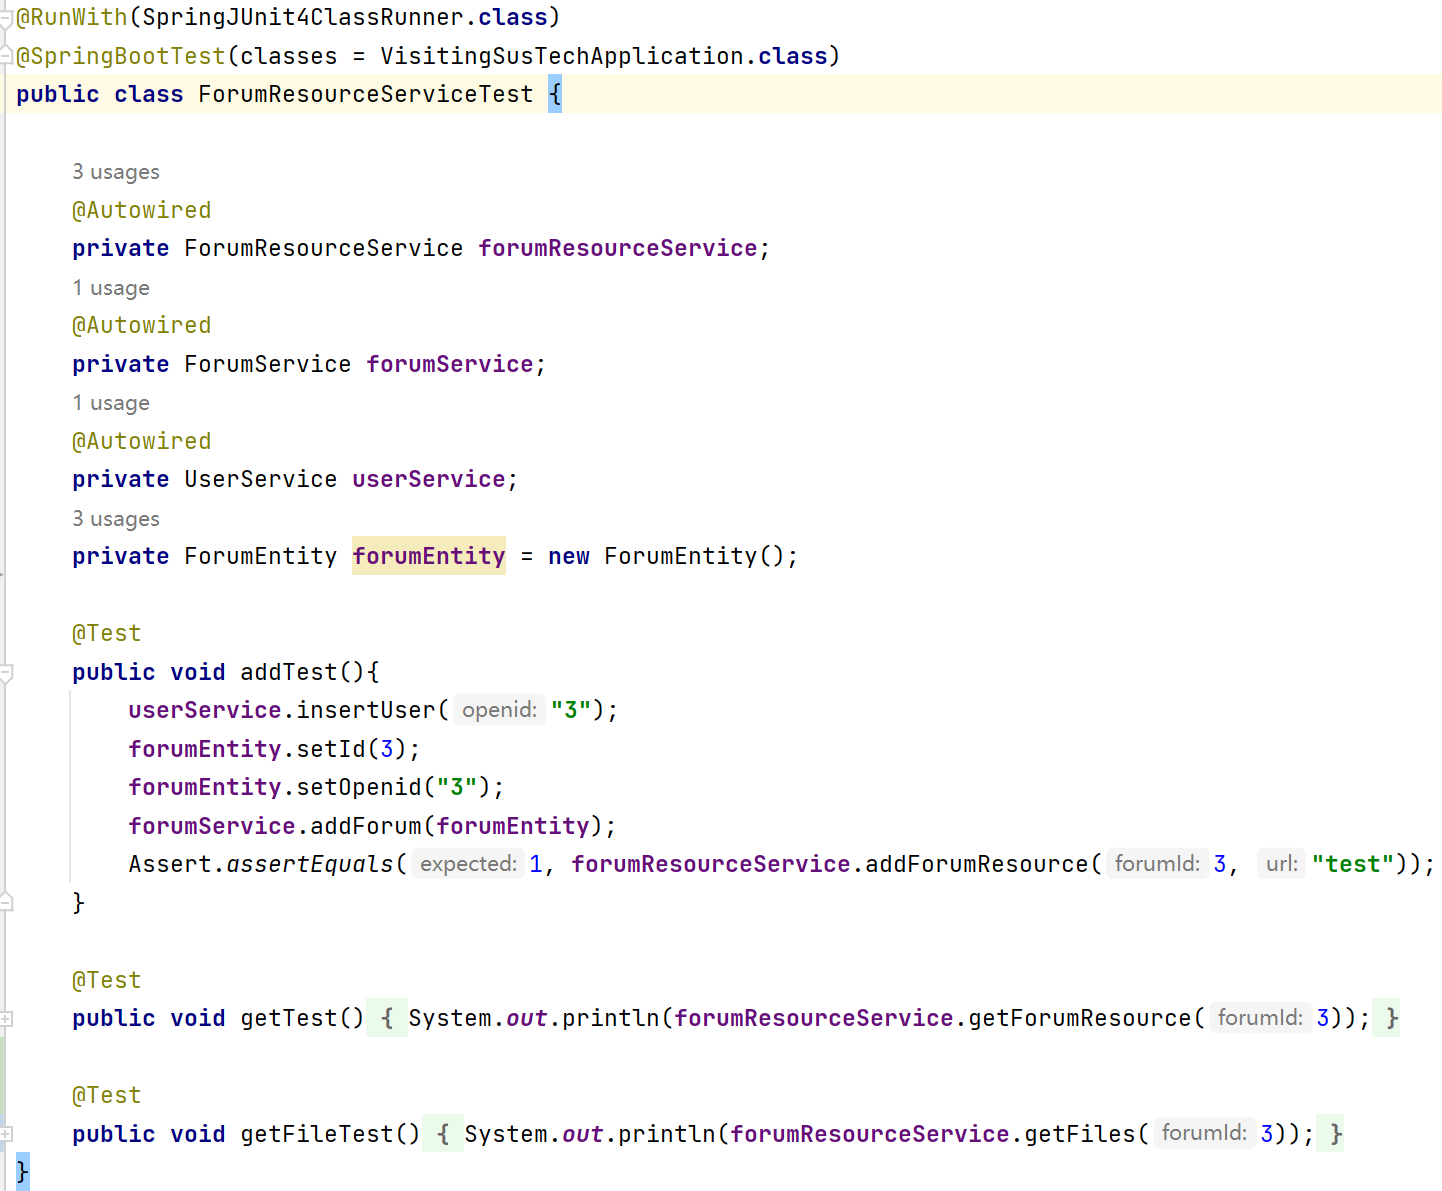 @RunWith(SpringJUnit4ClassRunner.class)
@SpringBootTest(classes = VisitingSusTechApplication.class)
public class ForumResourceServiceTest {
3 usages
@Autowired
private ForumResourceService forumResourceService;
1 usage
@Autowired
private ForumService forumService;
1 usage
@Autowired
private UserService userService;
3 usages
private ForumEntity forumEntity = new ForumEntity();
@Test
public void addTest(){
userService.insertUser( openid: "3");
forumEntity.setId(3);
forumEntity.setOpenid("3");
forumService.addForum(forumEntity);
Assert.assertEquals( expected: 1, forumResourceService.addForumResource( forumId: 3, url: "test"));
}
@Test
public void getTest() { System.out.println(forumResourceService.getForumResource( forumId: 3)); }
@Test
public void getFileTest() { System.out.println(forumResourceService.getFiles( forumId: 3)); }
}